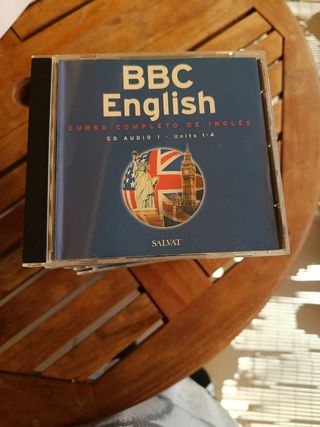 BBC
English
CURSO COMPLETO DE INGLÉS
CD AUDIO 1 · Units 1-4
SALVAT